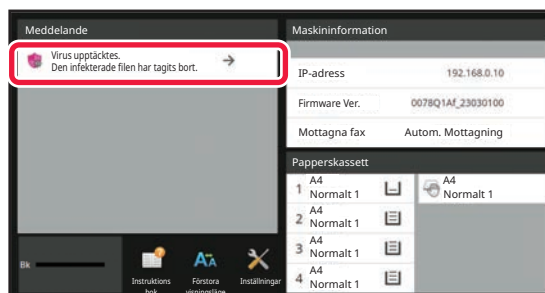 Meddelande
Virus upptäcktes.
Den infekterade filen har tagits bort.
Bk
Instruktions
bok
Förstora
visningsläge
Inställningar
Maskininformation
IP-adress 192.168.0.10
Firmware Ver. 0078Q1Af_23030100
Mottagna fax Autom. Mottagning
Papperskassett
1 A4
Normalt 1
A4
Normalt 1
2 A4
Normalt 1
3 A4
Normalt 1
4 A4
Normalt 1